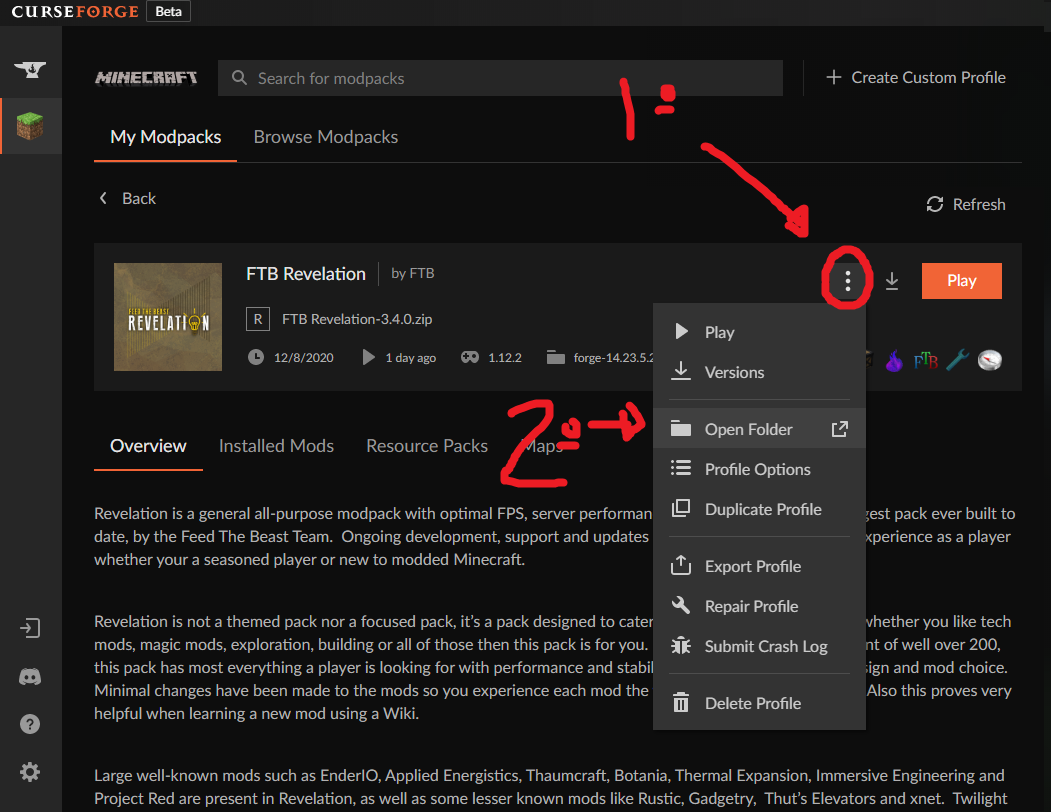 CURSEFORGE Beta
MINECRAFT
Search for modpacks
Create Custom Profile
1º
My Modpacks
Browse Modpacks
Back
Refresh
FTB Revelation
by FTB
Play
FEED THE BEAST
REVELATION
R
FTB Revelation-3.4.0.zip
12/8/2020
1 day ago
1.12.2
forge-14.23.5.2
FTB
Play
Versions
2º
Open Folder
Profile Options
Duplicate Profile
Export Profile
Repair Profile
Submit Crash Log
Delete Profile
Overview
Installed Mods
Resource Packs
Maps
Revelation is a general all-purpose modpack with optimal FPS, server performan gest pack ever built to
date, by the Feed The Beast Team. Ongoing development, support and updates xperience as a player
whether your a seasoned player or new to modded Minecraft.
Revelation is not a themed pack nor a focused pack, it's a pack designed to cater whether you like tech
mods, magic mods, exploration, building or all of those then this pack is for you. nt of well over 200,
this pack has most everything a player is looking for with performance and stabil sign and mod choice.
Minimal changes have been made to the mods so you experience each mod the Also this proves very
helpful when learning a new mod using a Wiki.
Large well-known mods such as EnderIO, Applied Energistics, Thaumcraft, Botania, Thermal Expansion, Immersive Engineering and
Project Red are present in Revelation, as well as some lesser known mods like Rustic, Gadgetry, Thut's Elevators and xnet. Twilight